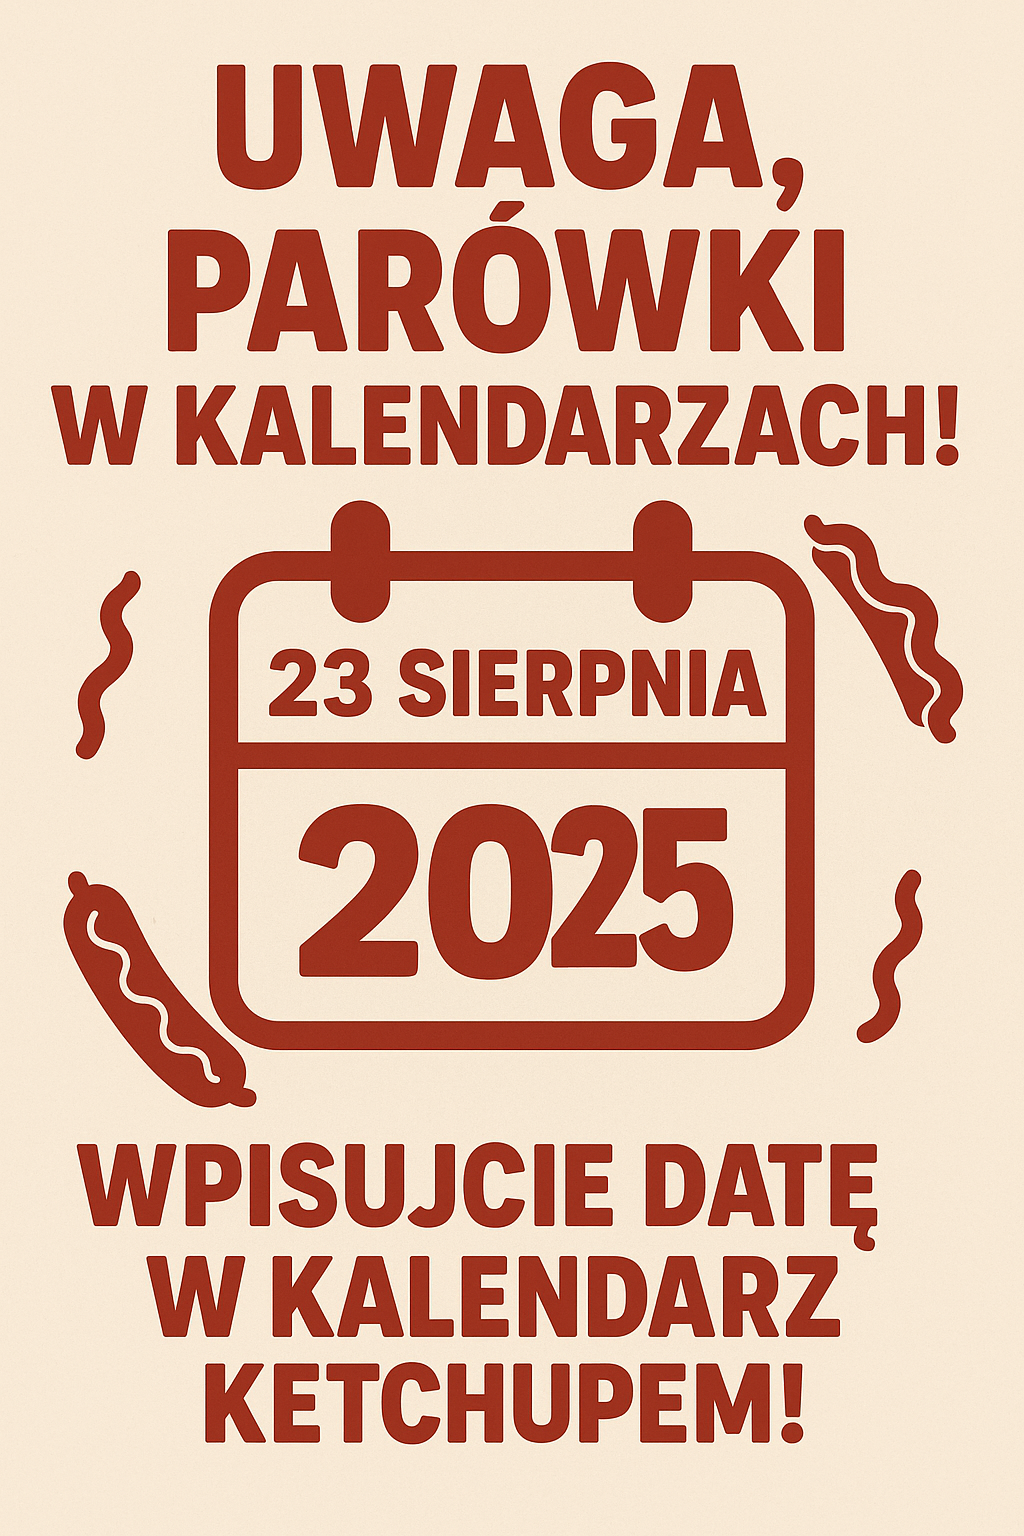 UWAGA,
PARÓWKI
W KALENDARZACH!
23 SIERPNIA
2025
WPISUJCIE DATĘ
W KALENDARZ
KETCHUPEM!